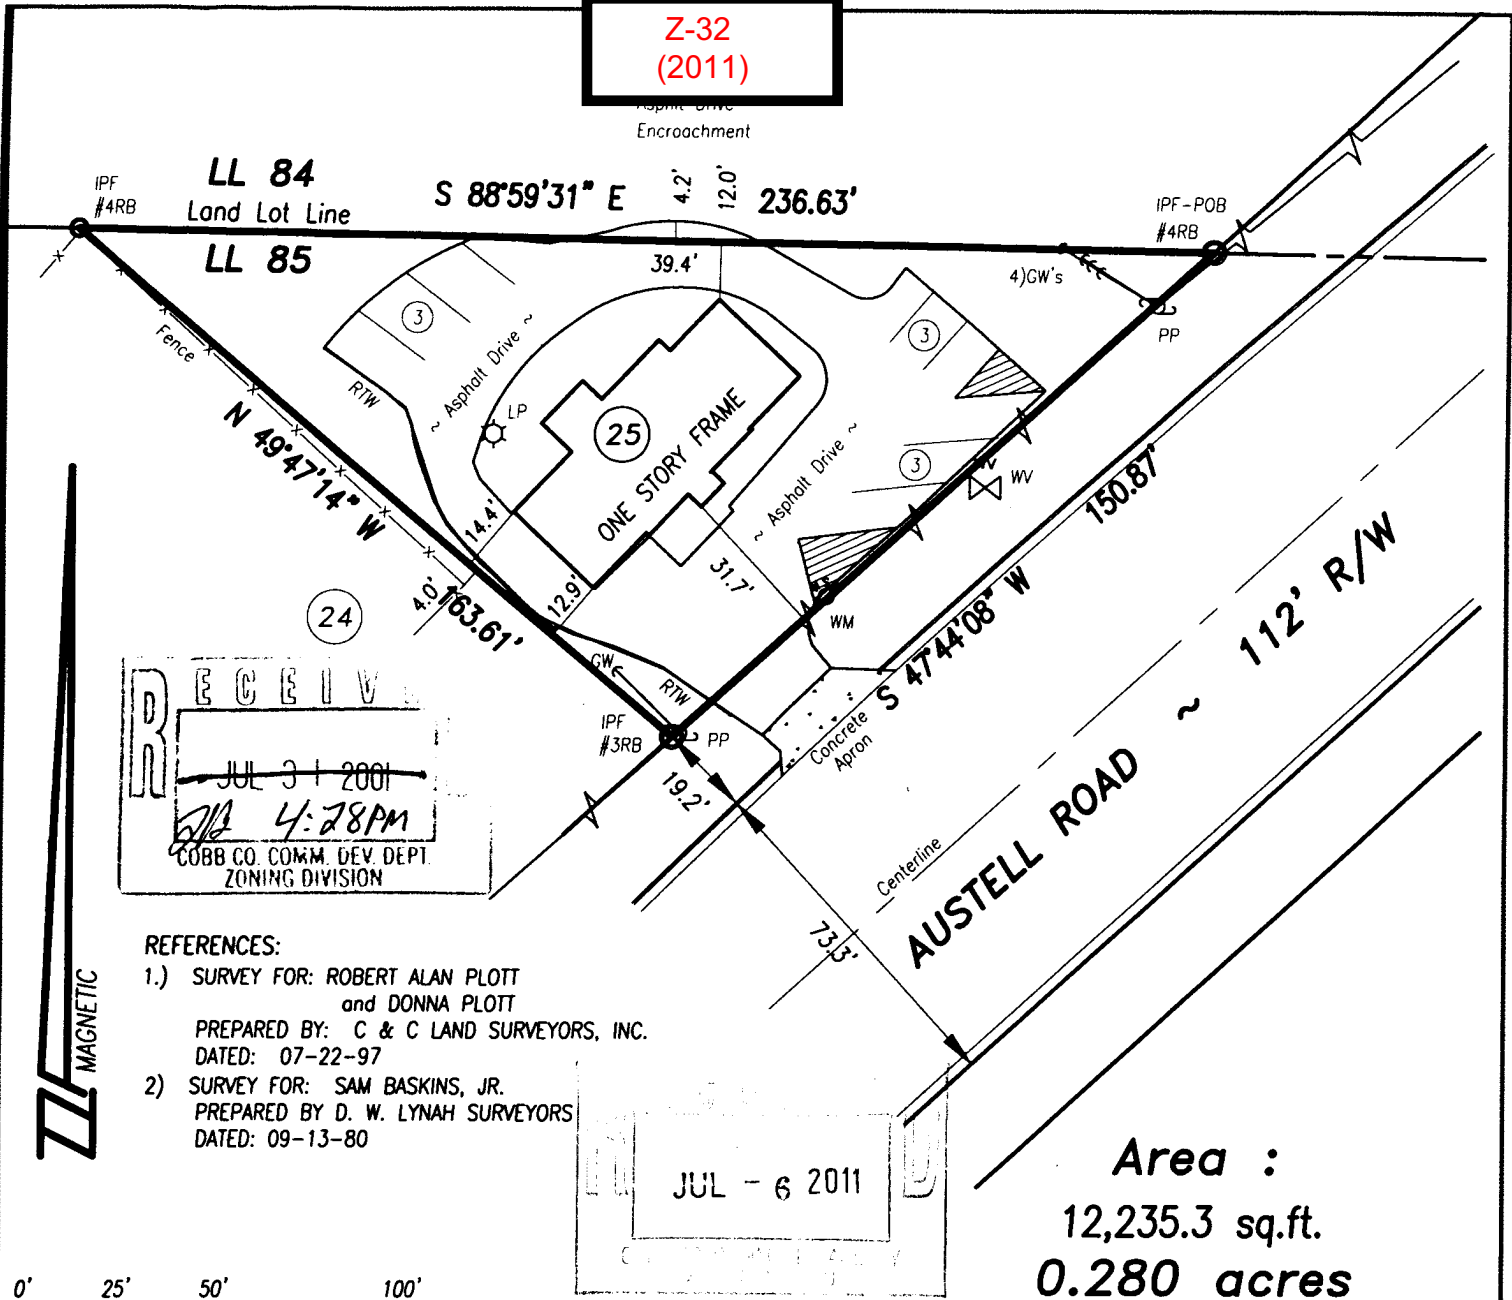 Z-32
(2011)
Asphlt Drive
Encroachment
IPF
#4RB
LL 84
Land Lot Line
LL 85
S 88°59'31" E
4.2'
12.0'
236.63'
IPF-POB
#4RB
39.4'
4)GW's
PP
3
3
3
Fence
RTW
~ Asphalt Drive ~
LP
25
ONE STORY FRAME
~ Asphalt Drive ~
WV
N 49°47'14" W
163.61'
14.4'
4.0'
12.9'
31.7'
WM
150.87'
S 47°44'08" W
24
GW
RTW
IPF
#3RB
PP
Concrete
Apron
19.2'
73.3'
Centerline
AUSTELL ROAD ~ 112' R/W
RECEIV
JUL 31 2001
4:28PM
COBB CO. COMM. DEV. DEPT.
ZONING DIVISION
MAGNETIC
REFERENCES:
1.) SURVEY FOR: ROBERT ALAN PLOTT
and DONNA PLOTT
PREPARED BY: C & C LAND SURVEYORS, INC.
DATED: 07-22-97
2) SURVEY FOR: SAM BASKINS, JR.
PREPARED BY D. W. LYNAH SURVEYORS
DATED: 09-13-80
JUL - 6 2011
Area :
12,235.3 sq.ft.
0.280 acres
0' 25' 50' 100'